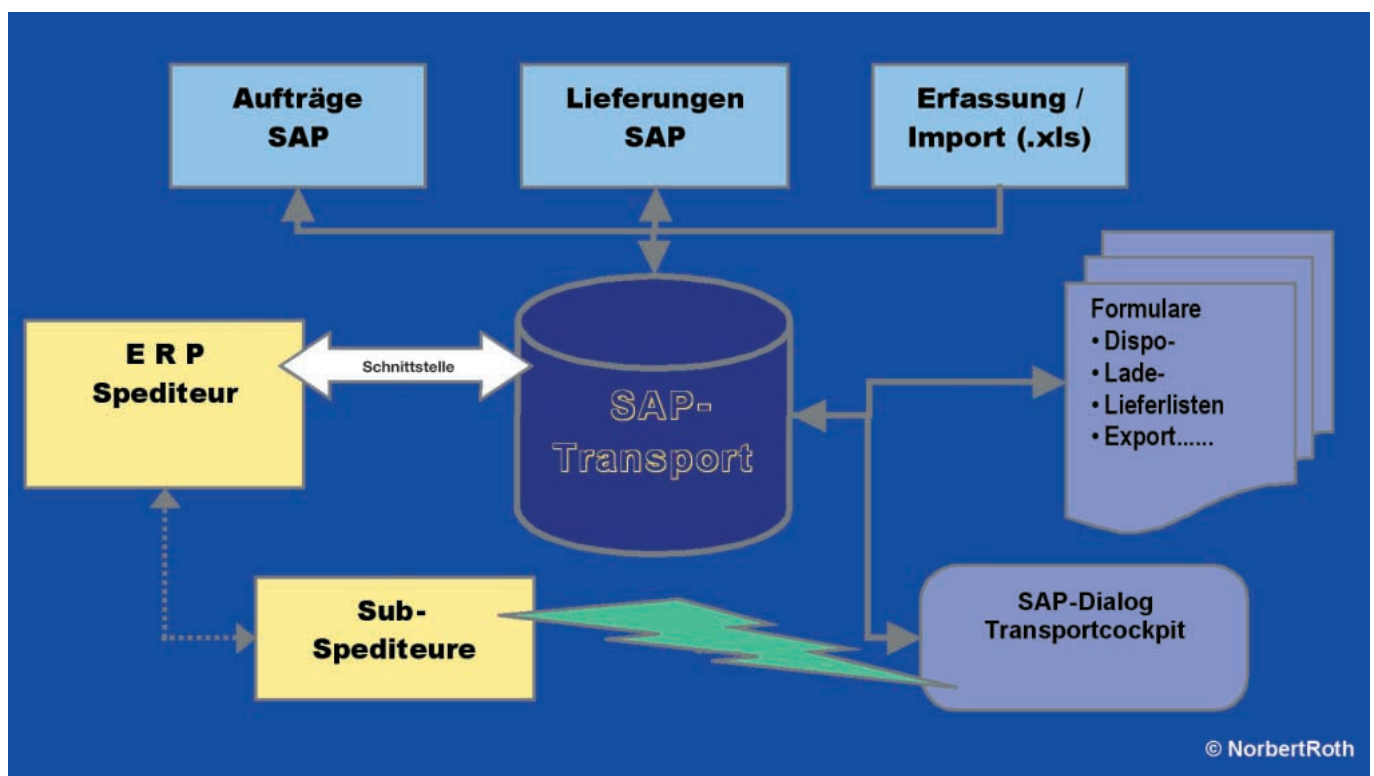 Aufträge
SAP
Lieferungen
SAP
Erfassung /
Import (.xls)
E R P
Spediteur
Schnittstelle
SAP-
Transport
Formulare
• Dispo-
• Lade-
• Lieferlisten
• Export......
Sub-
Spediteure
SAP-Dialog
Transportcockpit
© NorbertRoth